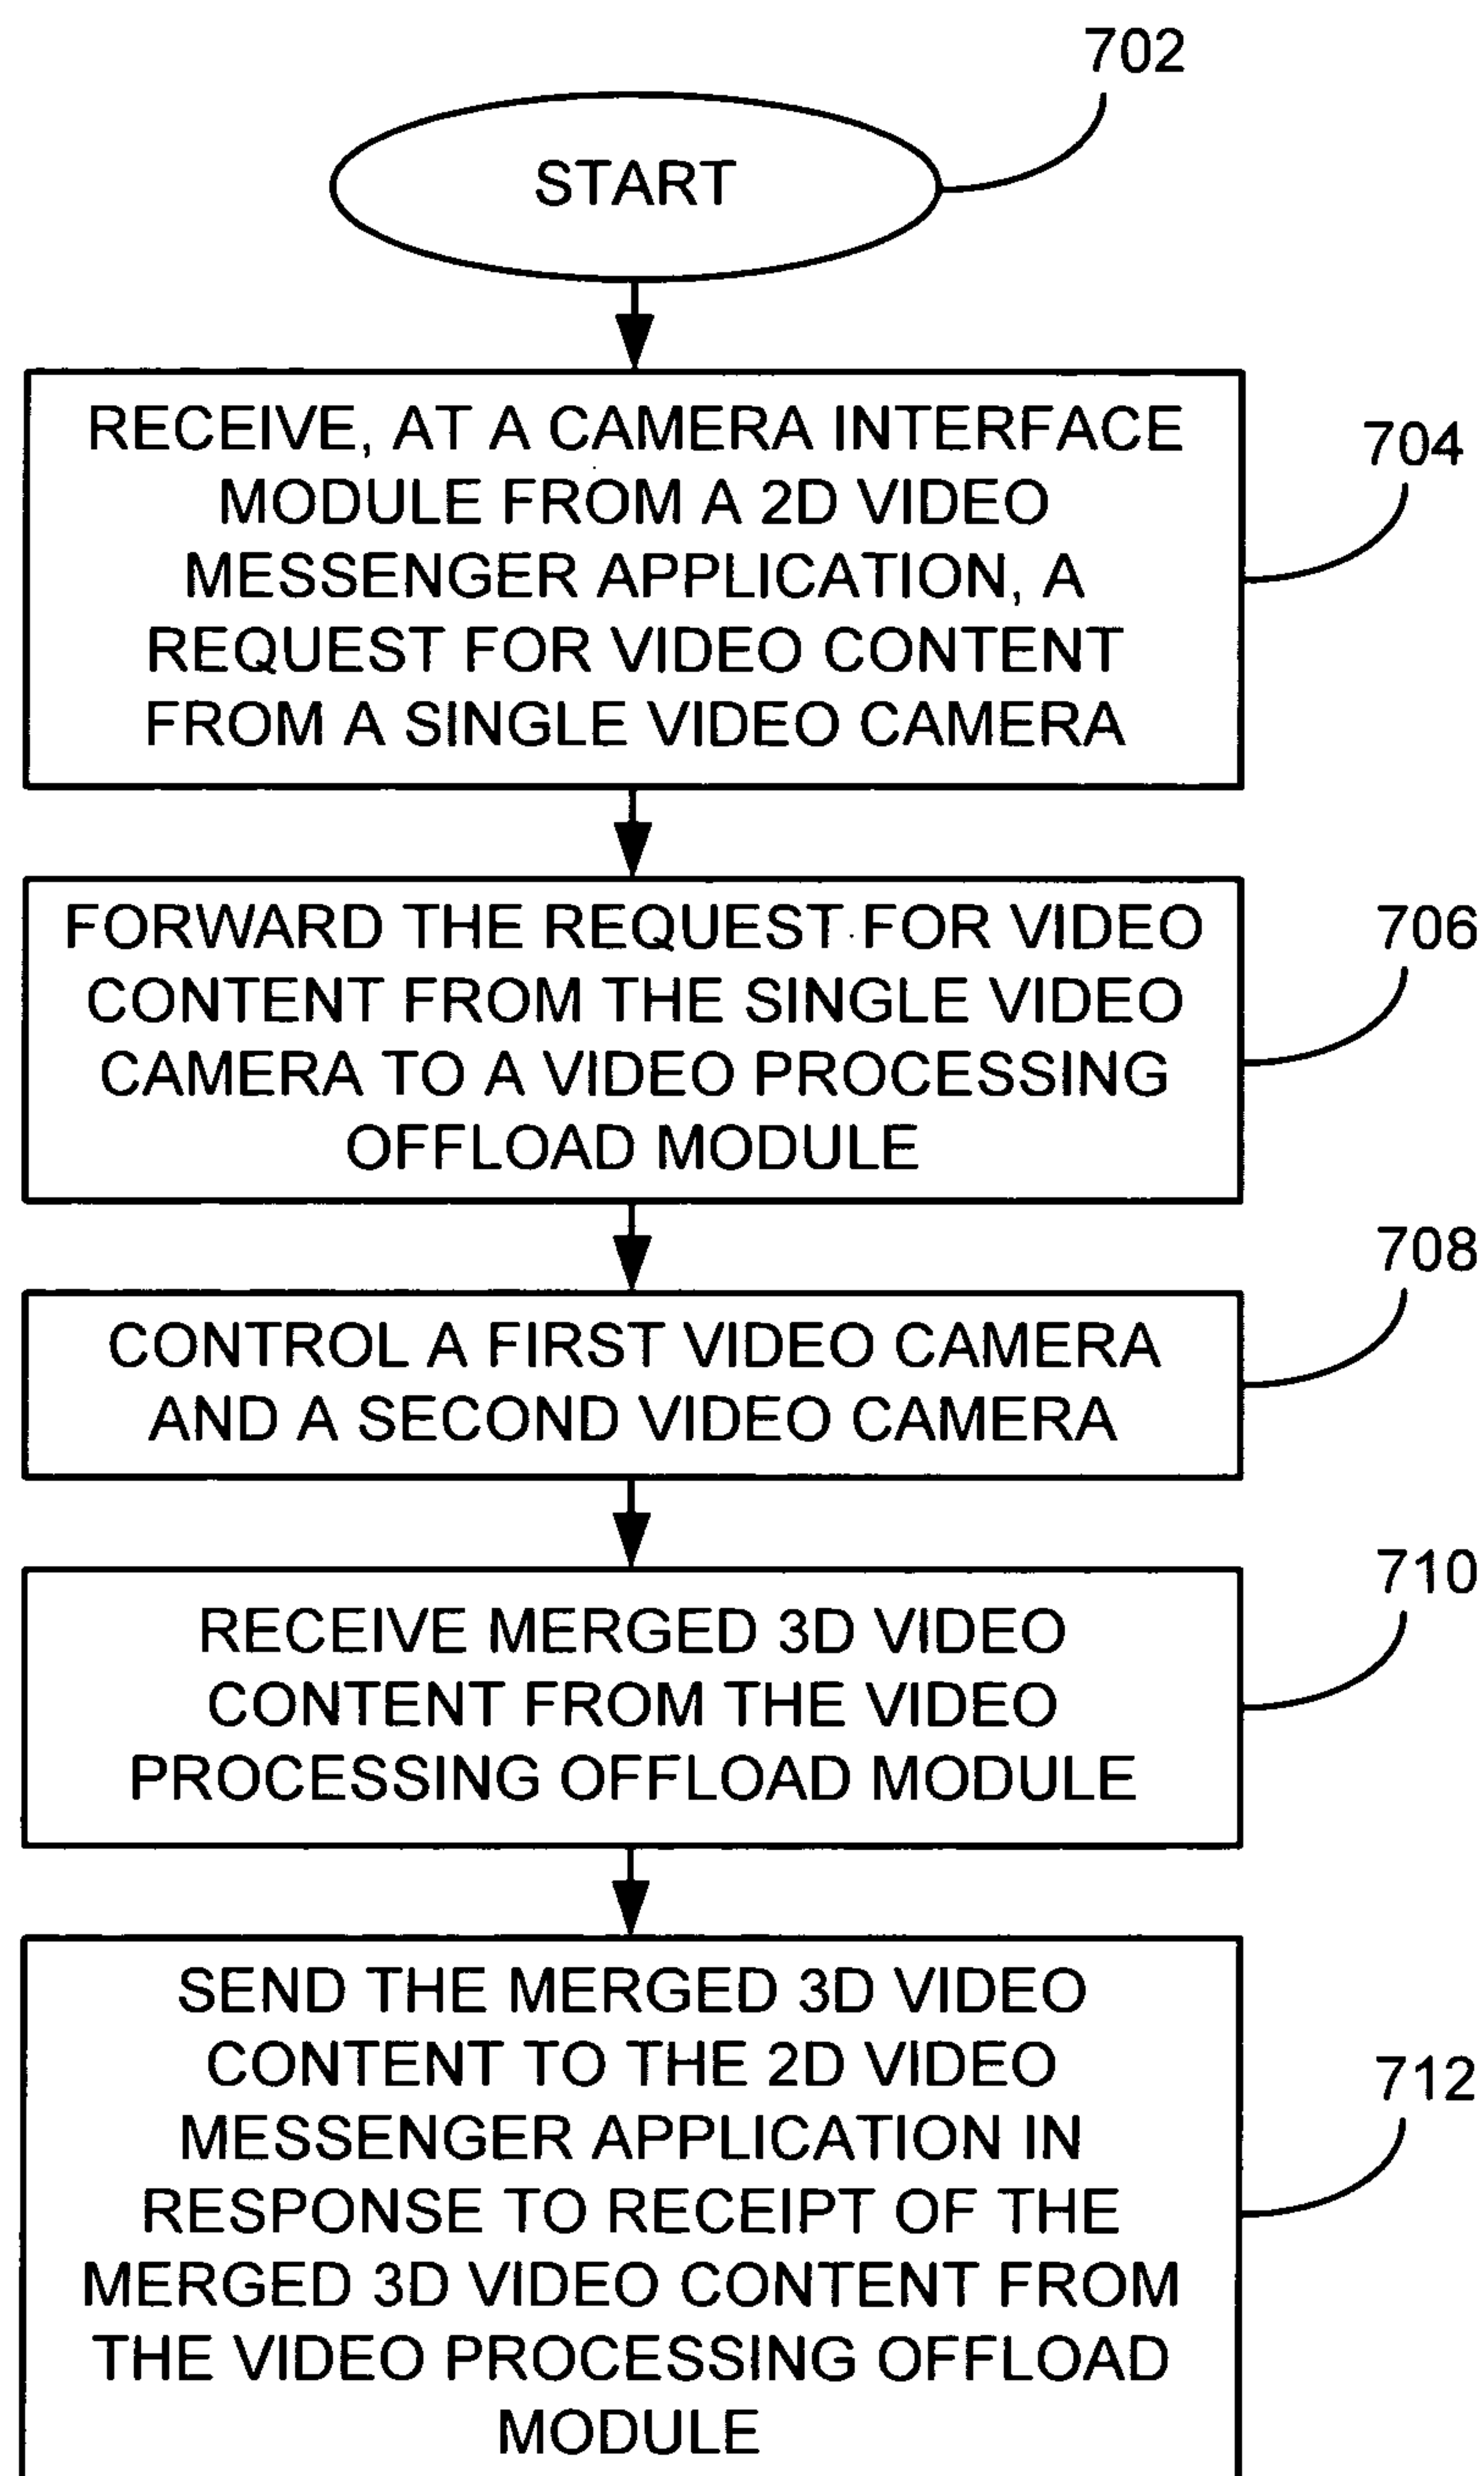 702
START
RECEIVE, AT A CAMERA INTERFACE
MODULE FROM A 2D VIDEO
MESSENGER APPLICATION, A
REQUEST FOR VIDEO CONTENT
FROM A SINGLE VIDEO CAMERA
704
FORWARD THE REQUEST FOR VIDEO
CONTENT FROM THE SINGLE VIDEO
CAMERA TO A VIDEO PROCESSING
OFFLOAD MODULE
706
CONTROL A FIRST VIDEO CAMERA
AND A SECOND VIDEO CAMERA
708
RECEIVE MERGED 3D VIDEO
CONTENT FROM THE VIDEO
PROCESSING OFFLOAD MODULE
710
SEND THE MERGED 3D VIDEO
CONTENT TO THE 2D VIDEO
MESSENGER APPLICATION IN
RESPONSE TO RECEIPT OF THE
MERGED 3D VIDEO CONTENT FROM
THE VIDEO PROCESSING OFFLOAD
MODULE
712